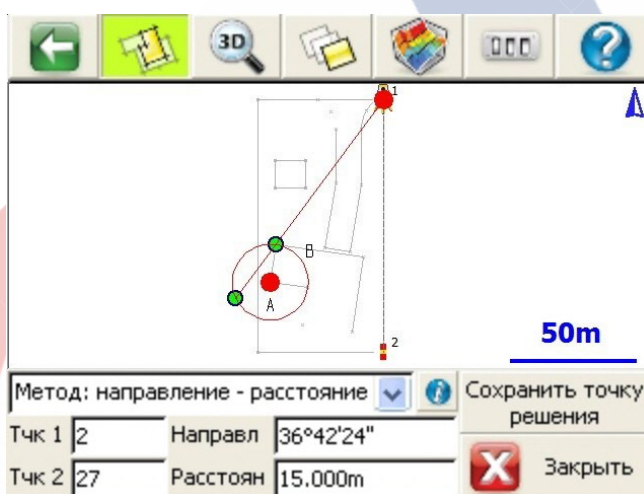 3D
1
B
A
2
50m
Метод: направление - расстояние
Сохранить точку
решения
Тчк 1 2 Направл 36°42'24"
Тчк 2 27 Расстоян 15.000m
Закрыть